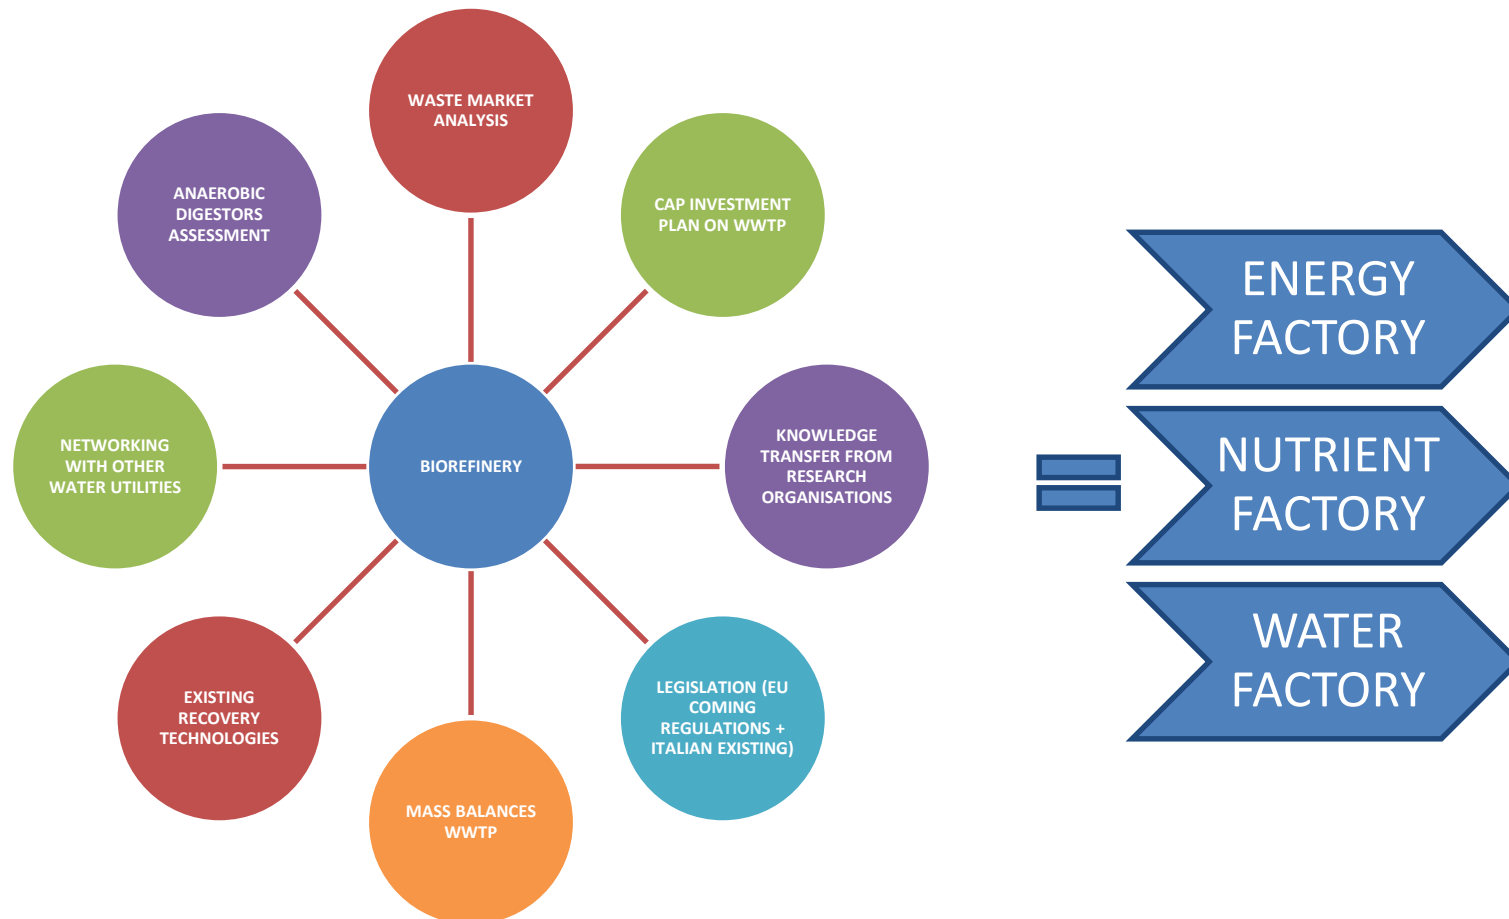 WASTE MARKET
ANALYSIS
CAP INVESTMENT
PLAN ON WWTP
KNOWLEDGE
TRANSFER FROM
RESEARCH
ORGANISATIONS
LEGISLATION (EU
COMING
REGULATIONS +
ITALIAN EXISTING)
MASS BALANCES
WWTP
EXISTING
RECOVERY
TECHNOLOGIES
NETWORKING
WITH OTHER
WATER UTILITIES
ANAEROBIC
DIGESTORS
ASSESSMENT
BIOREFINERY
ENERGY
FACTORY
NUTRIENT
FACTORY
WATER
FACTORY